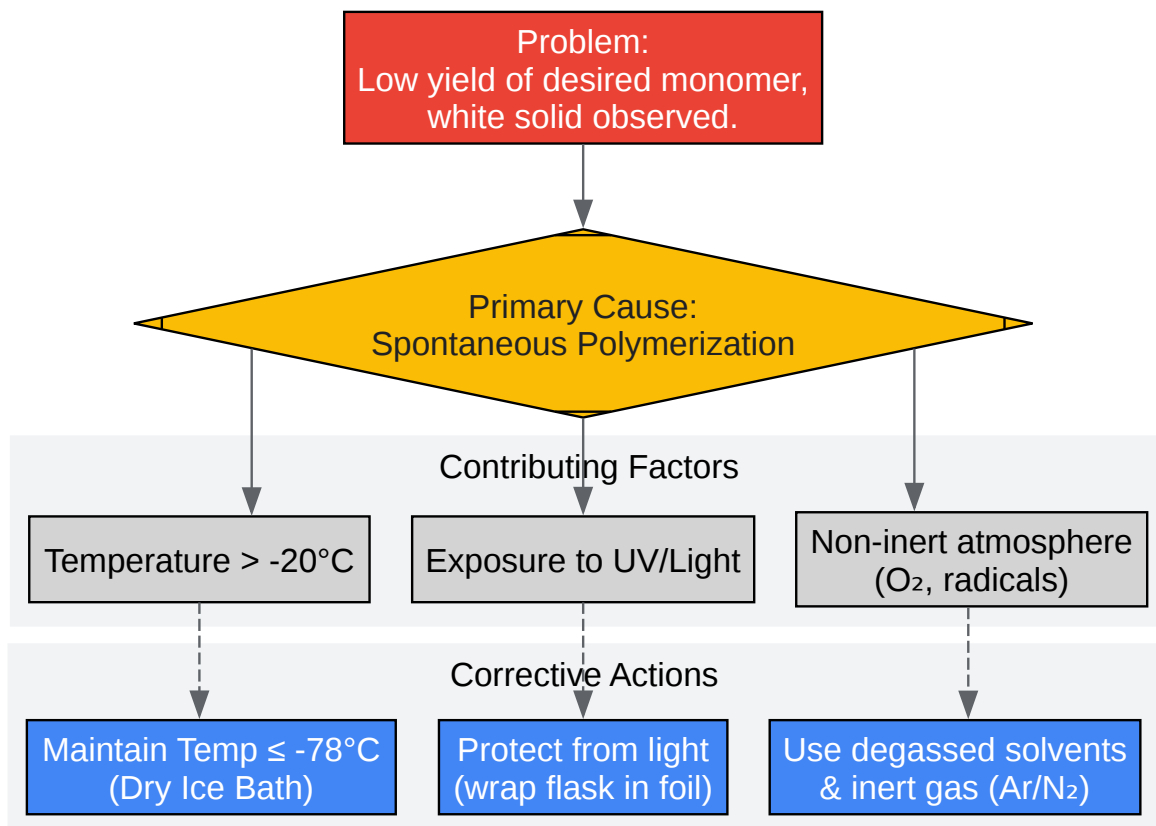 Problem:
Low yield of desired monomer,
white solid observed.
Primary Cause:
Spontaneous Polymerization
Contributing Factors
Temperature > -20°C
Exposure to UV/Light
Non-inert atmosphere
(O₂, radicals)
Corrective Actions
Maintain Temp ≤ -78°C
(Dry Ice Bath)
Protect from light
(wrap flask in foil)
Use degassed solvents
& inert gas (Ar/N₂)